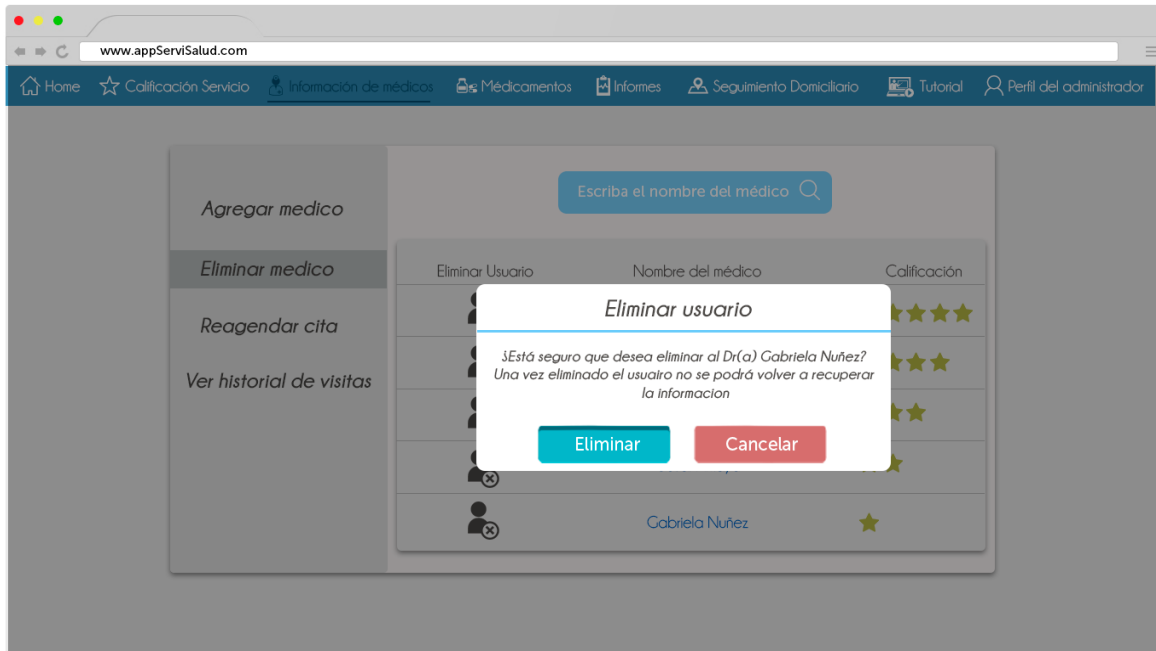 www.appServiSalud.com
Home Calificación Servicio Información de médicos Médicamentos Informes Seguimiento Domiciliario Tutorial Perfil del administrador
Escriba el nombre del médico
Agregar medico
Eliminar medico
Reagendar cita
Ver historial de visitas
Eliminar Usuario Nombre del médico Calificación
Eliminar usuario
¿Está seguro que desea eliminar al Dr(a) Gabriela Nuñez?
Una vez eliminado el usuairo no se podrá volver a recuperar
la informacion
Eliminar Cancelar
Gabriela Nuñez